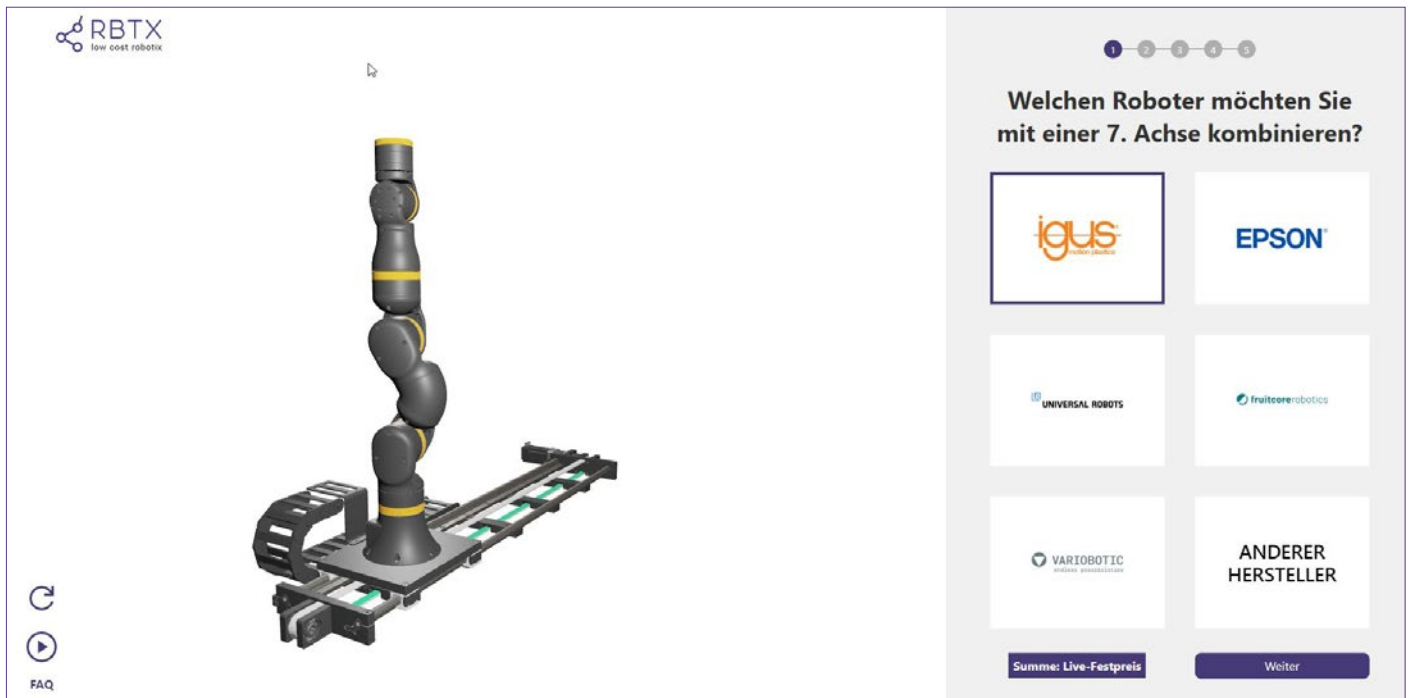 RBTX
low cost robotix
1 2 3 4 5
Welchen Roboter möchten Sie
mit einer 7. Achse kombinieren?
igus
motion plastics
EPSON
UNIVERSAL ROBOTS
fruitcorerobotics
VARIOBOTIC
ANDERER
HERSTELLER
Summe: Live-Festpreis
Weiter
FAQ